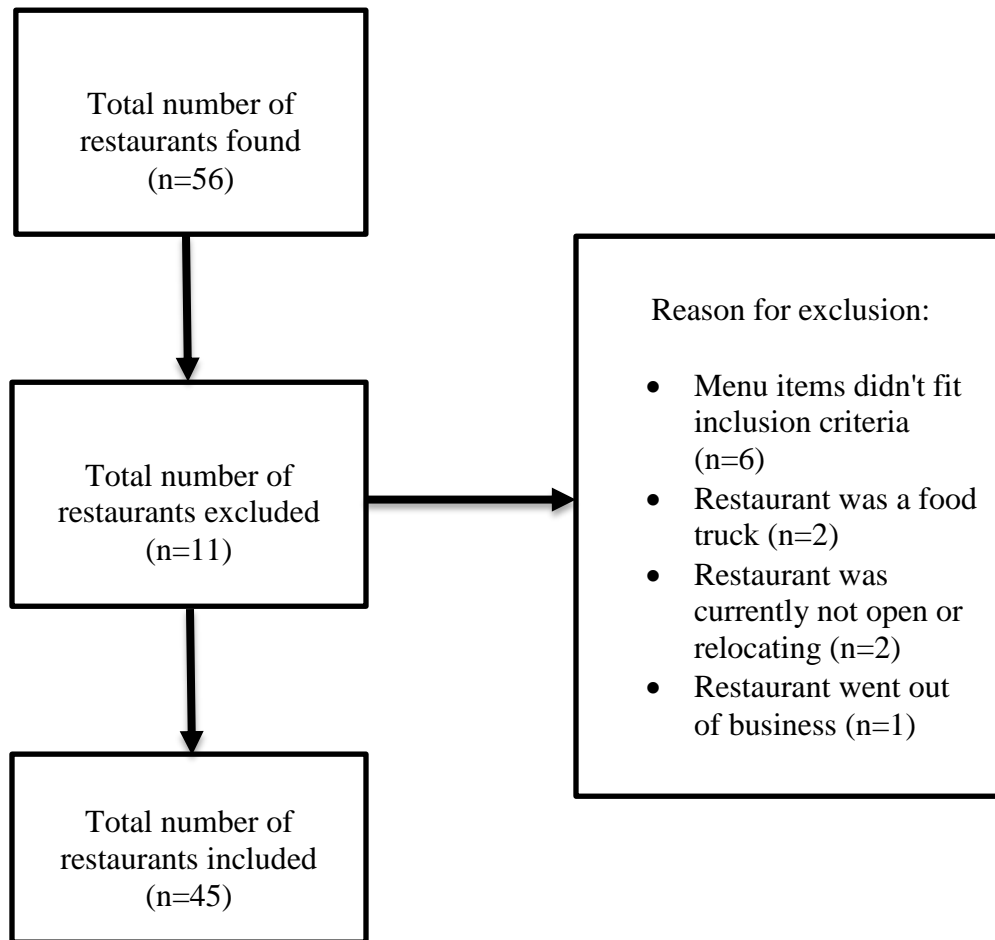 Total number of
restaurants found
(n=56)
Total number of
restaurants excluded
(n=11)
Reason for exclusion:
• Menu items didn't fit
inclusion criteria
(n=6)
• Restaurant was a food
truck (n=2)
• Restaurant was
currently not open or
relocating (n=2)
• Restaurant went out
of business (n=1)
Total number of
restaurants included
(n=45)